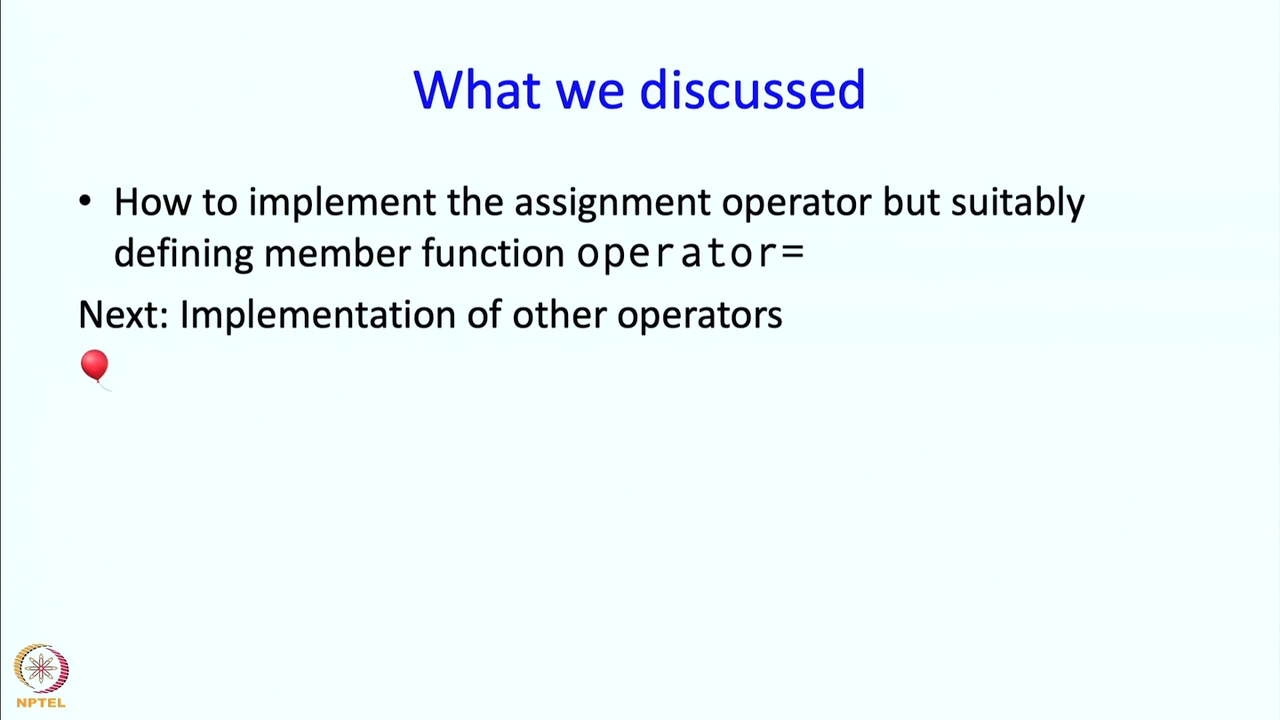 What we discussed
• How to implement the assignment operator but suitably
defining member function operator=
Next: Implementation of other operators
NPTEL